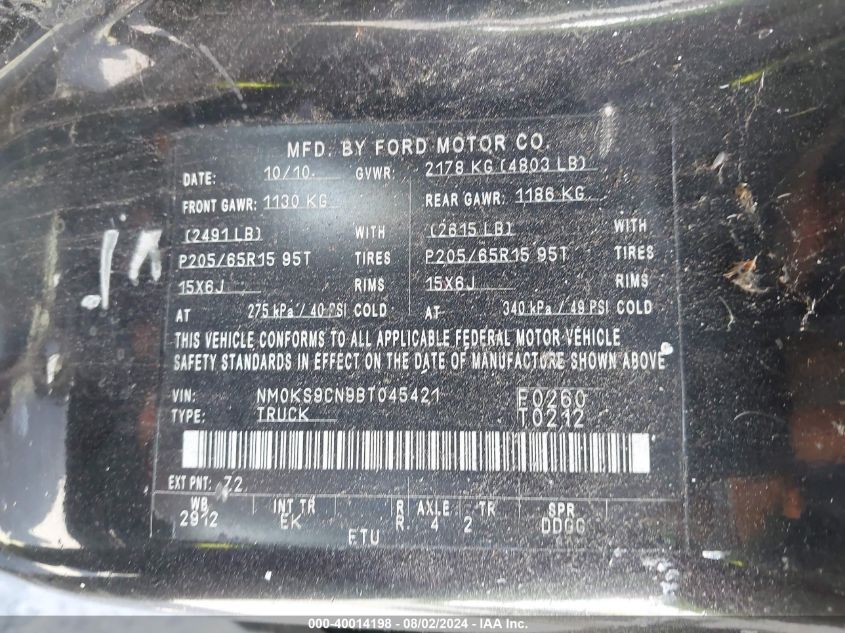 MFD. BY FORD MOTOR CO.
DATE: 10/10 GVWR: 2178 KG (4803 LB)
FRONT GAWR: 1130 KG REAR GAWR: 1186 KG
(2491 LB) WITH (2615 LB) WITH
P205/65R15 95T TIRES P205/65R15 95T TIRES
15X6J RIMS 15X6J RIMS
AT 275 kPa / 40 PSI COLD AT 340 kPa / 49 PSI COLD
THIS VEHICLE CONFORMS TO ALL APPLICABLE FEDERAL MOTOR VEHICLE
SAFETY STANDARDS IN EFFECT ON THE DATE OF MANUFACTURE SHOWN ABOVE
VIN: NM0KS9CN9BT045421 F0260
TYPE: TRUCK T0212
EXT PNT: Z2
WB INT TR R AXLE TR SPR
2912 EK R. 4 2
000-40014198 - 08/02/2024 - IAA Inc.